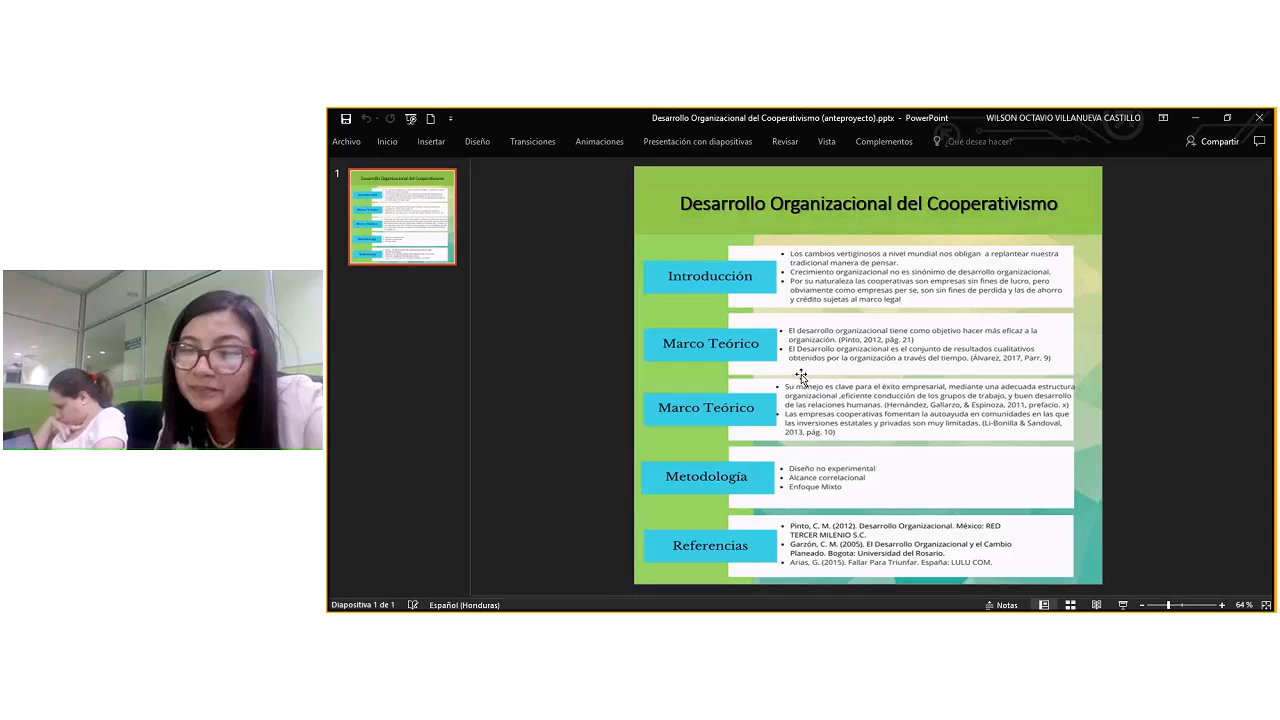 Desarrollo Organizacional del Cooperativismo (anteproyecto).pptx - PowerPoint
WILSON OCTAVIO VILLANUEVA CASTILLO
Archivo Inicio Insertar Diseño Transiciones Animaciones Presentación con diapositivas Revisar Vista Complementos ¿Qué desea hacer? Compartir
1
Desarrollo Organizacional del Cooperativismo
Introducción
• Los cambios vertiginosos a nivel mundial nos obligan a replantear nuestra
tradicional manera de pensar.
• Crecimiento organizacional no es sinónimo de desarrollo organizacional.
• Por su naturaleza las cooperativas son empresas sin fines de lucro, pero
obviamente como empresas per se, son sin fines de perdida y las de ahorro
y crédito sujetas al marco legal
Marco Teórico
• El desarrollo organizacional tiene como objetivo hacer más eficaz a la
organización. (Pinto, 2012, pág. 21)
• El Desarrollo organizacional es el conjunto de resultados cualitativos
obtenidos por la organización a través del tiempo. (Álvarez, 2017, Parr. 9)
Marco Teórico
• Su manejo es clave para el éxito empresarial, mediante una adecuada estructura
organizacional ,eficiente conducción de los grupos de trabajo, y buen desarrollo
de las relaciones humanas. (Hernández, Gallarzo, & Espinoza, 2011, prefacio. x)
• Las empresas cooperativas fomentan la autoayuda en comunidades en las que
las inversiones estatales y privadas son muy limitadas. (Li-Bonilla & Sandoval,
2013, pág. 10)
Metodología
• Diseño no experimental
• Alcance correlacional
• Enfoque Mixto
Referencias
• Pinto, C. M. (2012). Desarrollo Organizacional. México: RED
TERCER MILENIO S.C.
• Garzón, C. M. (2005). El Desarrollo Organizacional y el Cambio
Planeado. Bogota: Universidad del Rosario.
• Arias, G. (2015). Fallar Para Triunfar. España: LULU COM.
Diapositiva 1 de 1 Español (Honduras) Notas 64 %